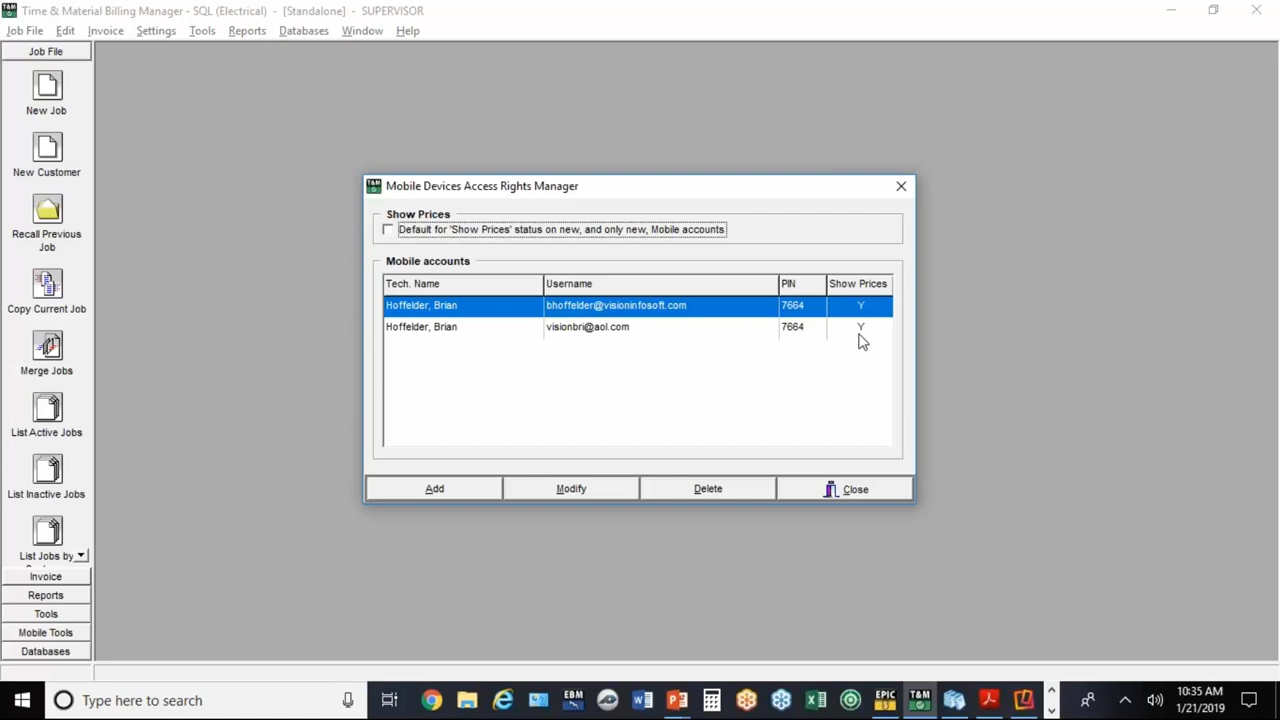 Time & Material Billing Manager - SQL (Electrical) - [Standalone] - SUPERVISOR
Job File Edit Invoice Settings Tools Reports Databases Window Help
Job File
New Job
New Customer
Recall Previous
Job
Copy Current Job
Merge Jobs
List Active Jobs
List Inactive Jobs
List Jobs by
Invoice
Reports
Tools
Mobile Tools
Databases
T&M Mobile Devices Access Rights Manager
Show Prices
Default for 'Show Prices' status on new, and only new, Mobile accounts
Mobile accounts
Tech. Name Username PIN Show Prices
Hoffelder, Brian bhoffelder@visioninfosoft.com 7664 Y
Hoffelder, Brian visionbri@aol.com 7664 Y
Add Modify Delete Close
Type here to search
EBM
EPIC
T&M
10:35 AM
1/21/2019